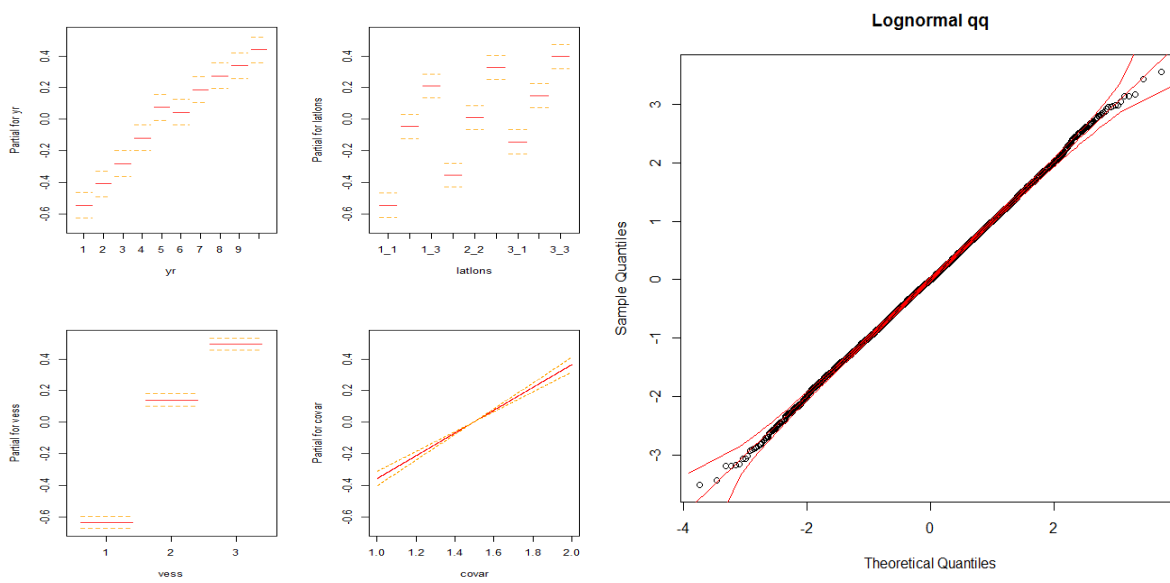 Partial for yr
0.4
0.2
0.0
-0.2
-0.4
-0.6
1 2 3 4 5 6 7 8 9
yr
Partial for latlons
0.4
0.2
0.0
-0.2
-0.4
-0.6
1_1 1_3 2_2 3_1 3_3
latlons
Partial for vess
0.4
0.2
0.0
-0.2
-0.4
-0.6
1 2 3
vess
Partial for covar
0.4
0.2
0.0
-0.2
-0.4
-0.6
1.0 1.2 1.4 1.6 1.8 2.0
covar
Lognormal qq
Sample Quantiles
3
2
1
0
-1
-2
-3
-4 -2 0 2
Theoretical Quantiles